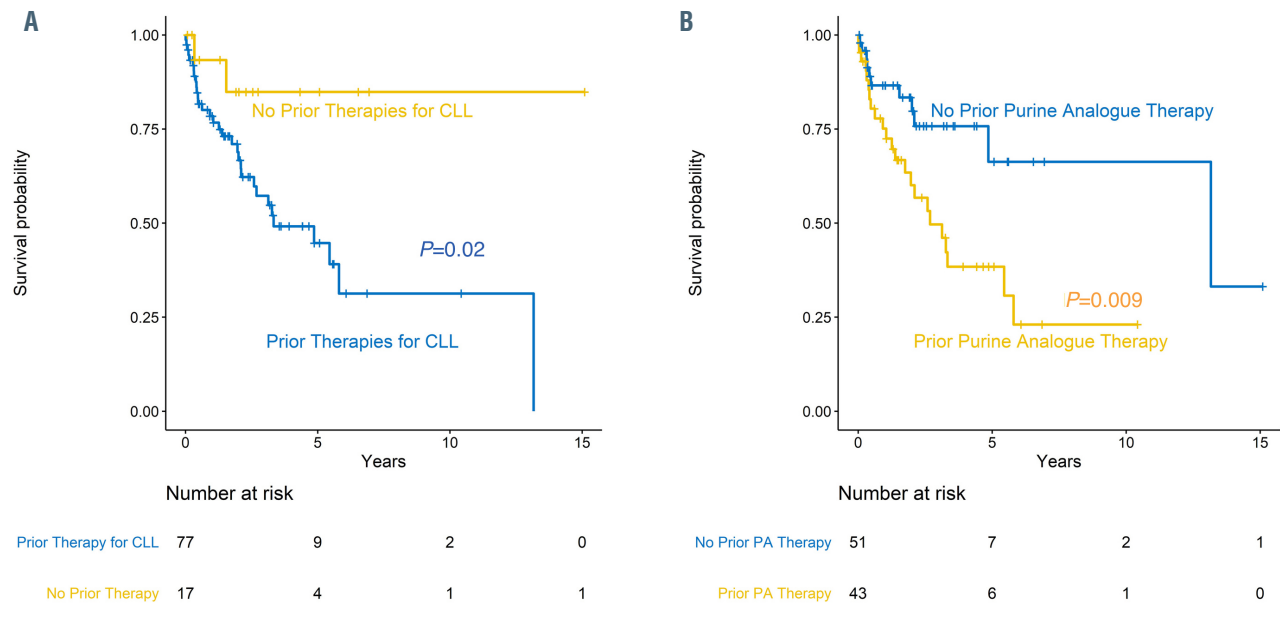 A
Survival probability
1.00
0.75
0.50
0.25
0.00
No Prior Therapies for CLL
P=0.02
Prior Therapies for CLL
0 5 10 15
Years
Number at risk
Prior Therapy for CLL 77 9 2 0
No Prior Therapy 17 4 1 1
B
Survival probability
1.00
0.75
0.50
0.25
0.00
No Prior Purine Analogue Therapy
P=0.009
Prior Purine Analogue Therapy
0 5 10 15
Years
Number at risk
No Prior PA Therapy 51 7 2 1
Prior PA Therapy 43 6 1 0